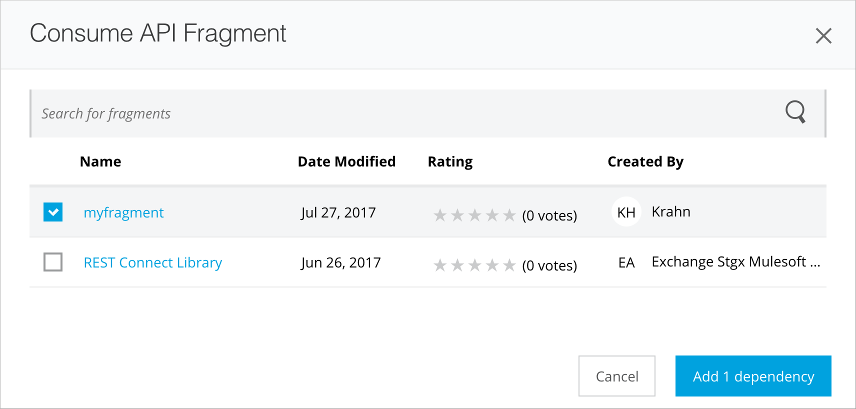 Consume API Fragment
Search for fragments
Name Date Modified Rating Created By
myfragment Jul 27, 2017 (0 votes) KH Krahn
REST Connect Library Jun 26, 2017 (0 votes) EA Exchange Stgx Mulesoft ...
Cancel Add 1 dependency